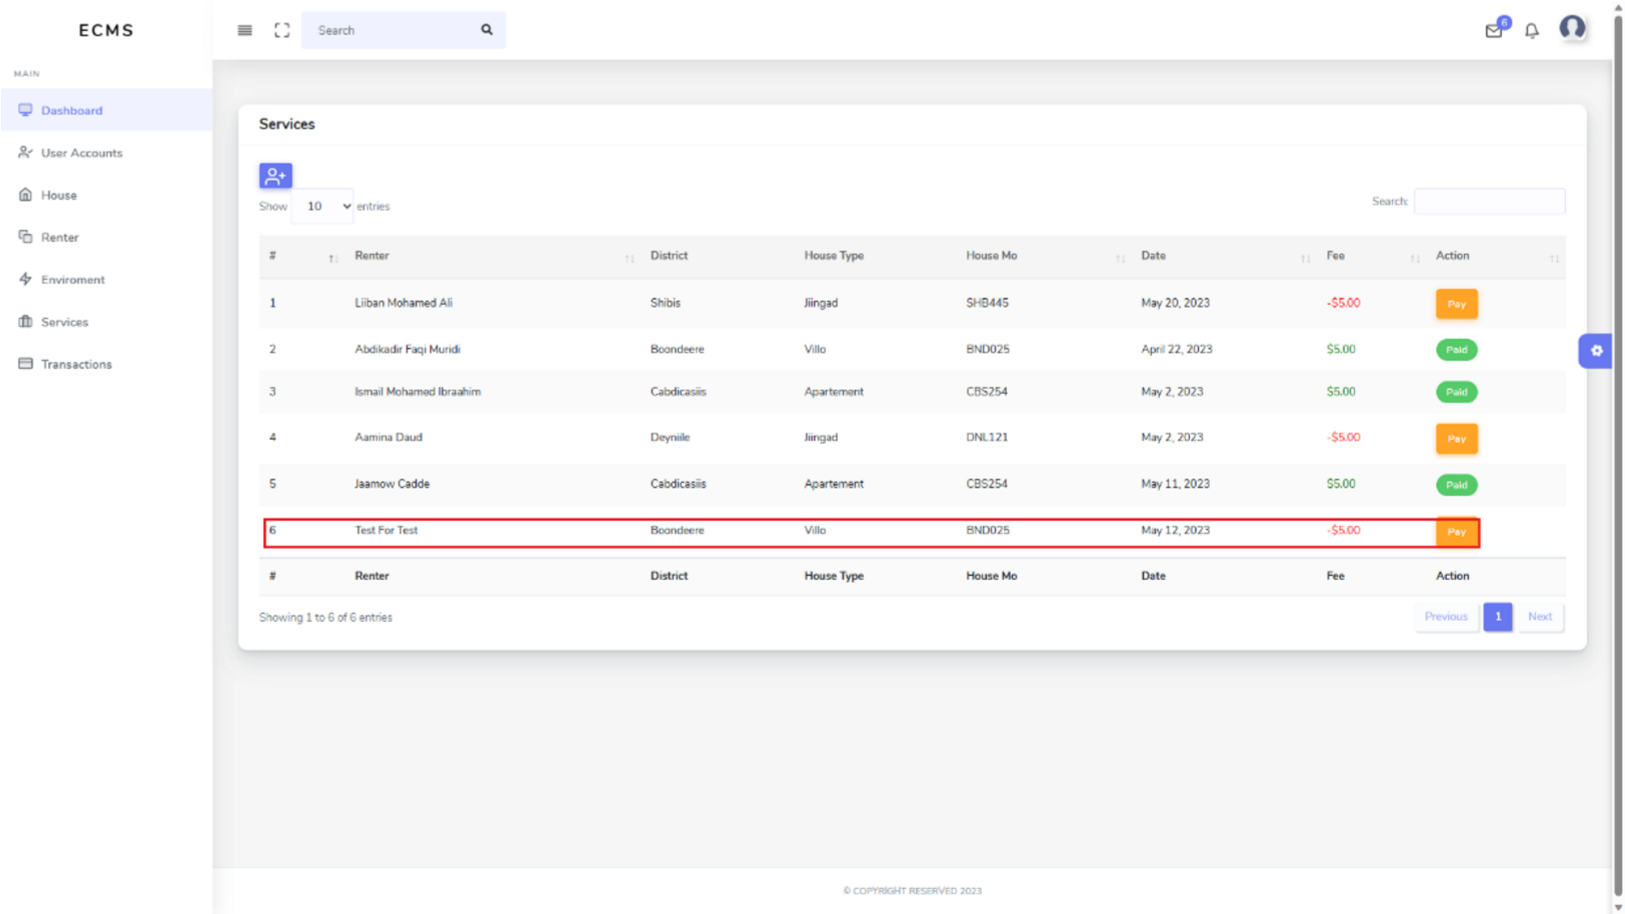 ECMS
Search
6
MAIN
Dashboard
User Accounts
House
Renter
Enviroment
Services
Transactions
Services
Show 10 entries
Search:
# Renter District House Type House Mo Date Fee Action
1 Liiban Mohamed Ali Shibis Jiingad SHB445 May 20, 2023 -$5.00 Pay
2 Abdikadir Faqi Muridi Boondeere Villo BND025 April 22, 2023 $5.00 Paid
3 Ismail Mohamed Ibraahim Cabdicasiis Apartement CBS254 May 2, 2023 $5.00 Paid
4 Aamina Daud Deyniile Jiingad DNL121 May 2, 2023 -$5.00 Pay
5 Jaamow Cadde Cabdicasiis Apartement CBS254 May 11, 2023 $5.00 Paid
6 Test For Test Boondeere Villo BND025 May 12, 2023 -$5.00 Pay
# Renter District House Type House Mo Date Fee Action
Showing 1 to 6 of 6 entries
Previous 1 Next
© COPYRIGHT RESERVED 2023